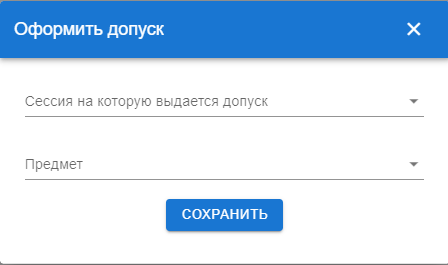 Оформить допуск
Сессия на которую выдается допуск
Предмет
СОХРАНИТЬ